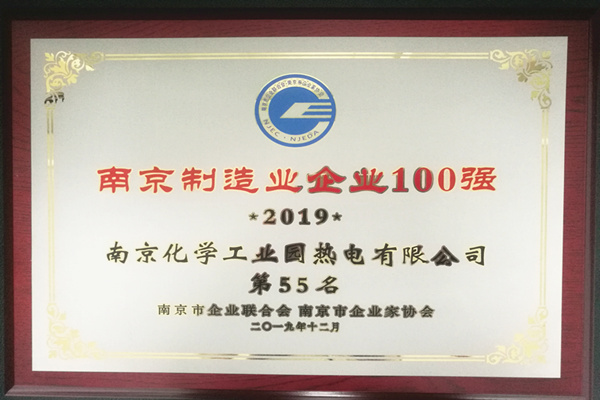 NJEC · NJEDA
南京制造业企业100强
★2019★
南京化学工业园热电有限公司
第55名
南京市企业联合会 南京市企业家协会
二〇一九年十二月